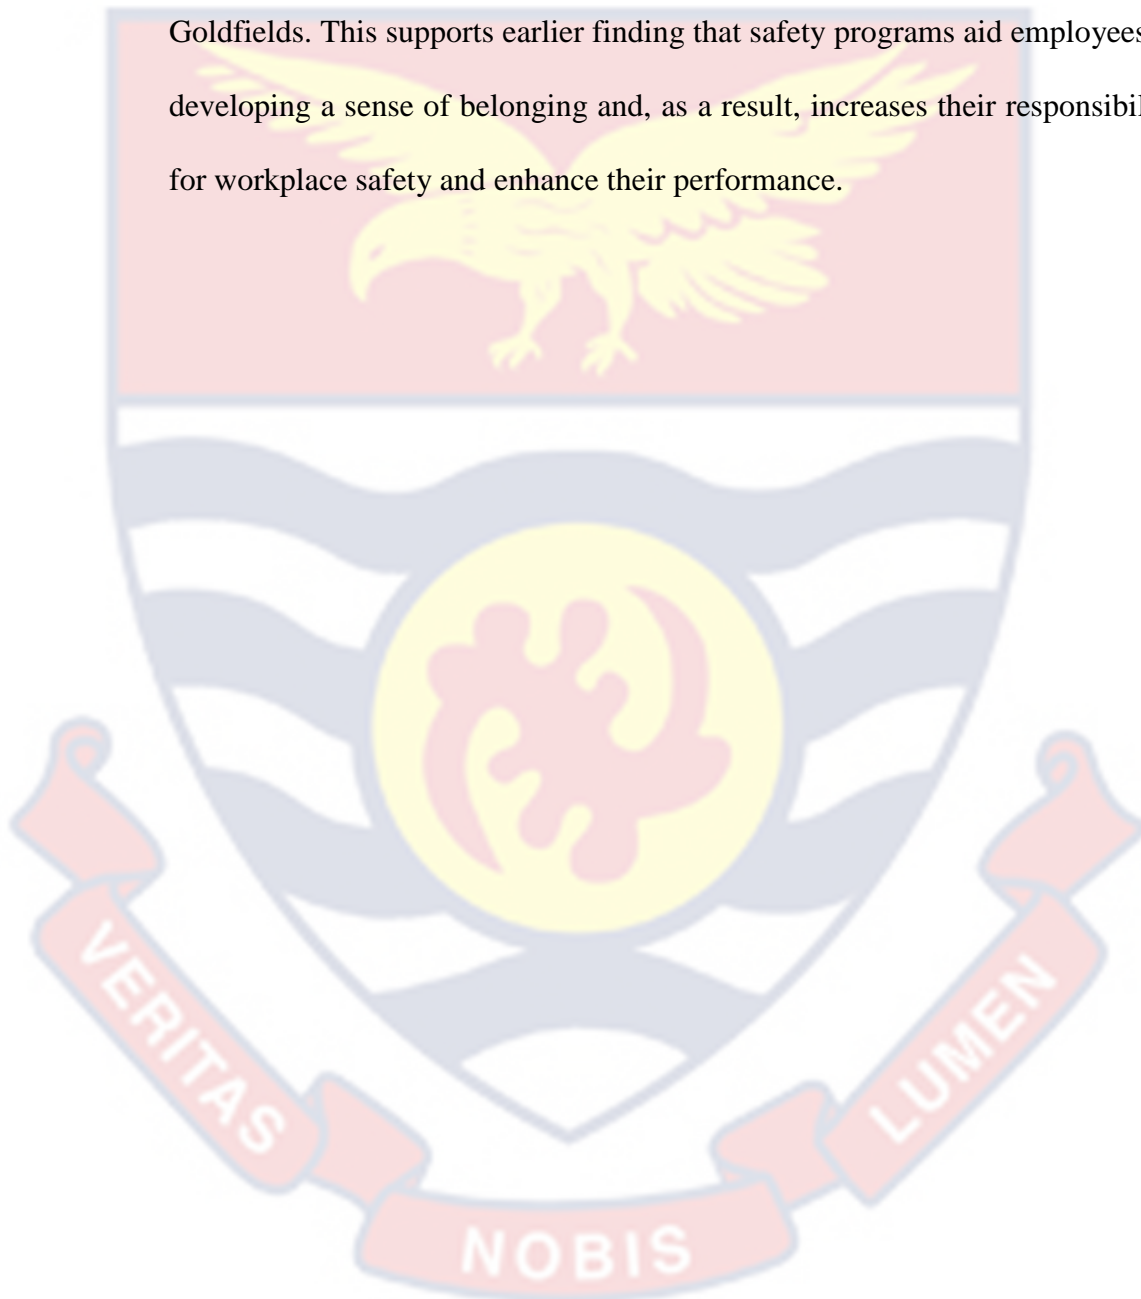 Goldfields. This supports earlier finding that safety programs aid employees
developing a sense of belonging and, as a result, increases their
for workplace safety and enhance their performance.
VERITAS
NOBIS
LUMEN